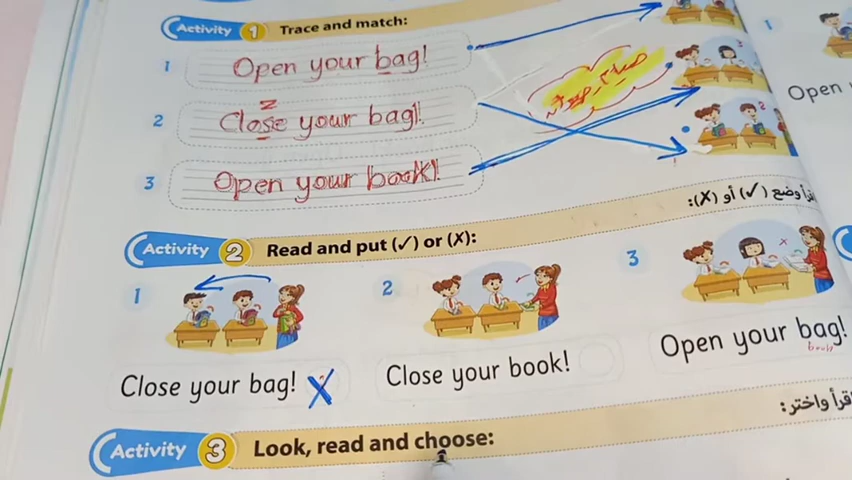 Activity 1 Trace and match:
1 Open your bag!
z
2 Close your bag!
3 Open your book!
Activity 2 Read and put (✓) or (X):
وضع (✓) أو (X):
1
2
3
Close your bag! X
Close your book!
Open your bag!
Activity 3 Look, read and choose:
اقرأ واختر:
1
Open